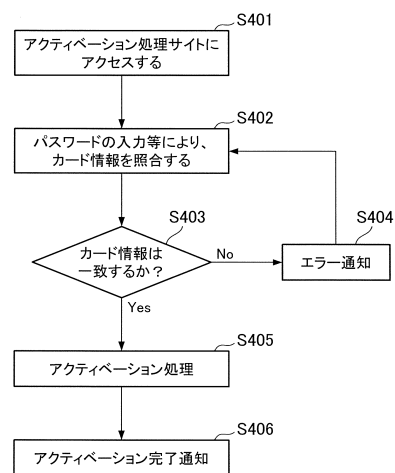 S401
アクティベーション処理サイトに
アクセスする
S402
パスワードの入力等により、
カード情報を照合する
S403
カード情報は
一致するか？
No
S404
エラー通知
Yes
S405
アクティベーション処理
S406
アクティベーション完了通知